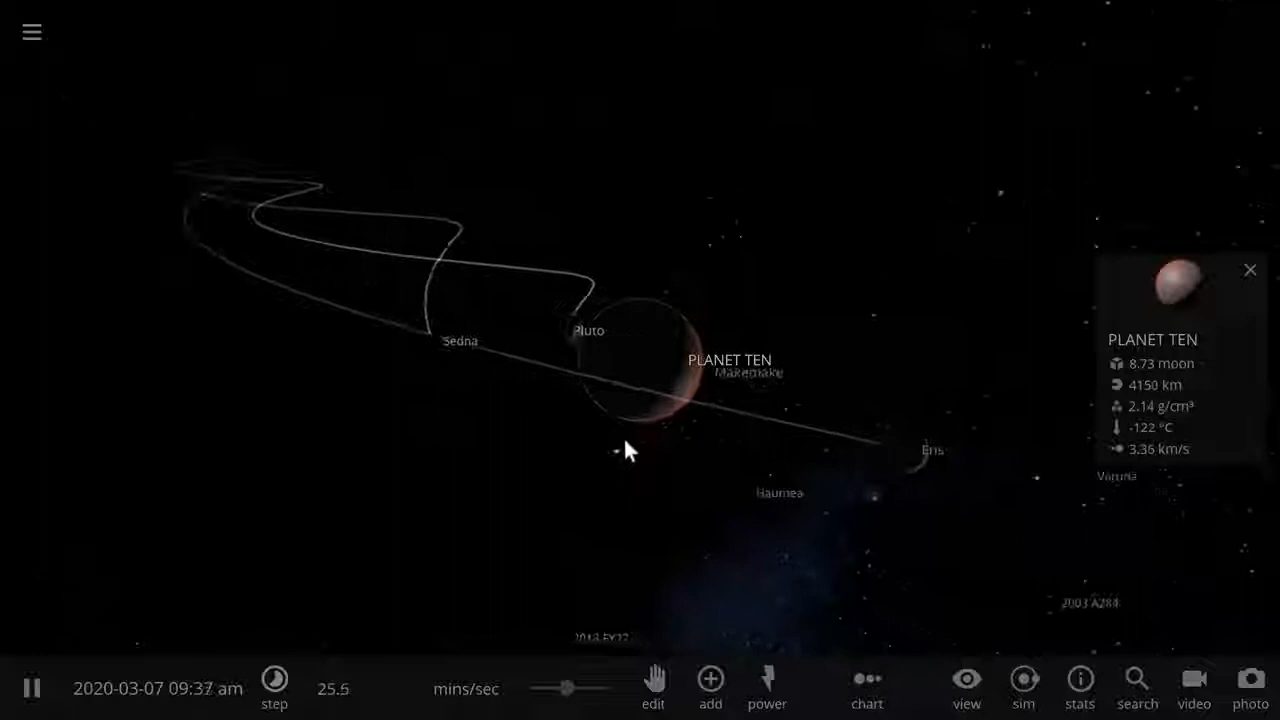 Pluto
Sedna
PLANET TEN
Makemake
PLANET TEN
8.73 moon
4150 km
2.14 g/cm³
-122 °C
3.36 km/s
Eris
Varuna
Haumea
2020-03-07 09:37 am
step
25.5
mins/sec
edit
add
power
chart
view
sim
stats
search
video
photo